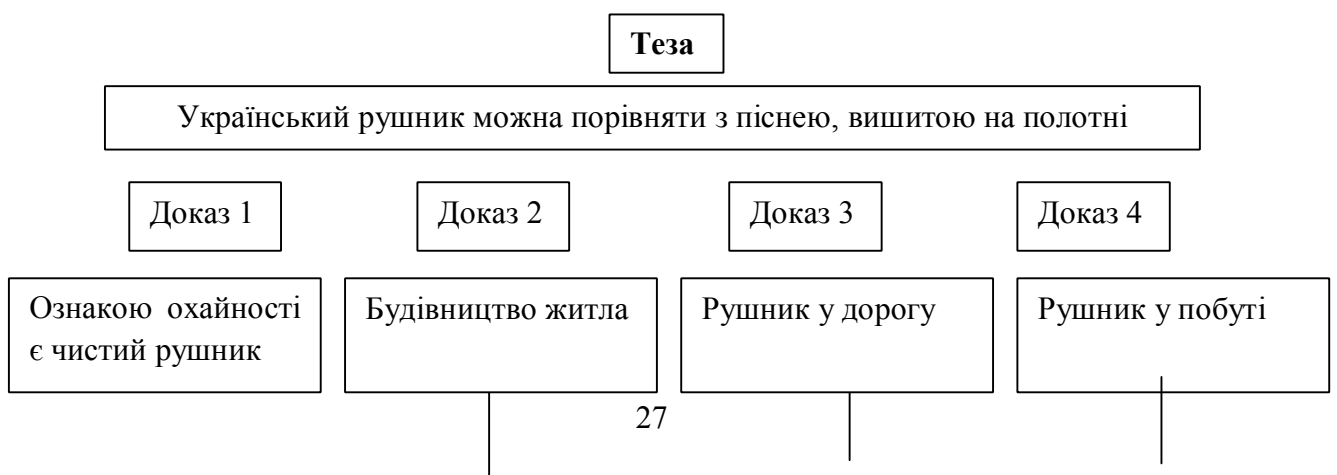 Теза
Український рушник можна порівняти з піснею, вишитою на полотні
Доказ 1
Доказ 2
Доказ 3
Доказ 4
Ознакою охайності
є чистий рушник
Будівництво житла
Рушник у дорогу
Рушник у побуті
27